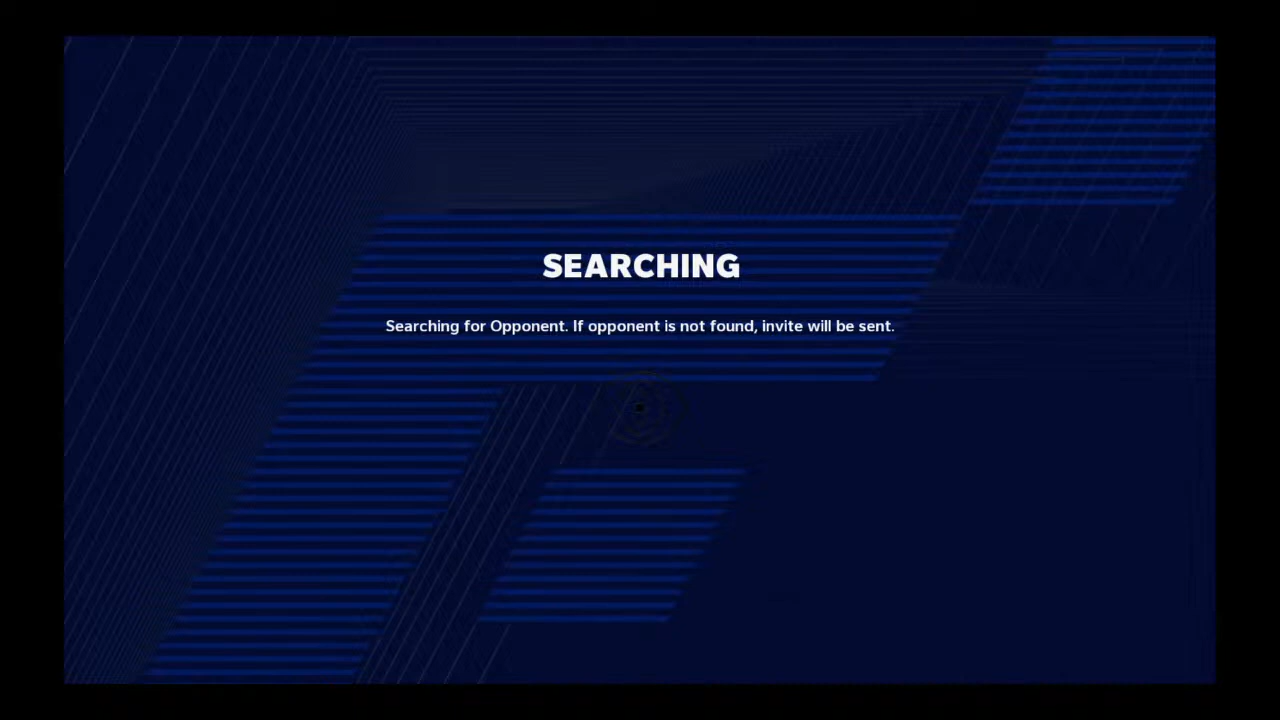 SEARCHING
Searching for Opponent. If opponent is not found, invite will be sent.